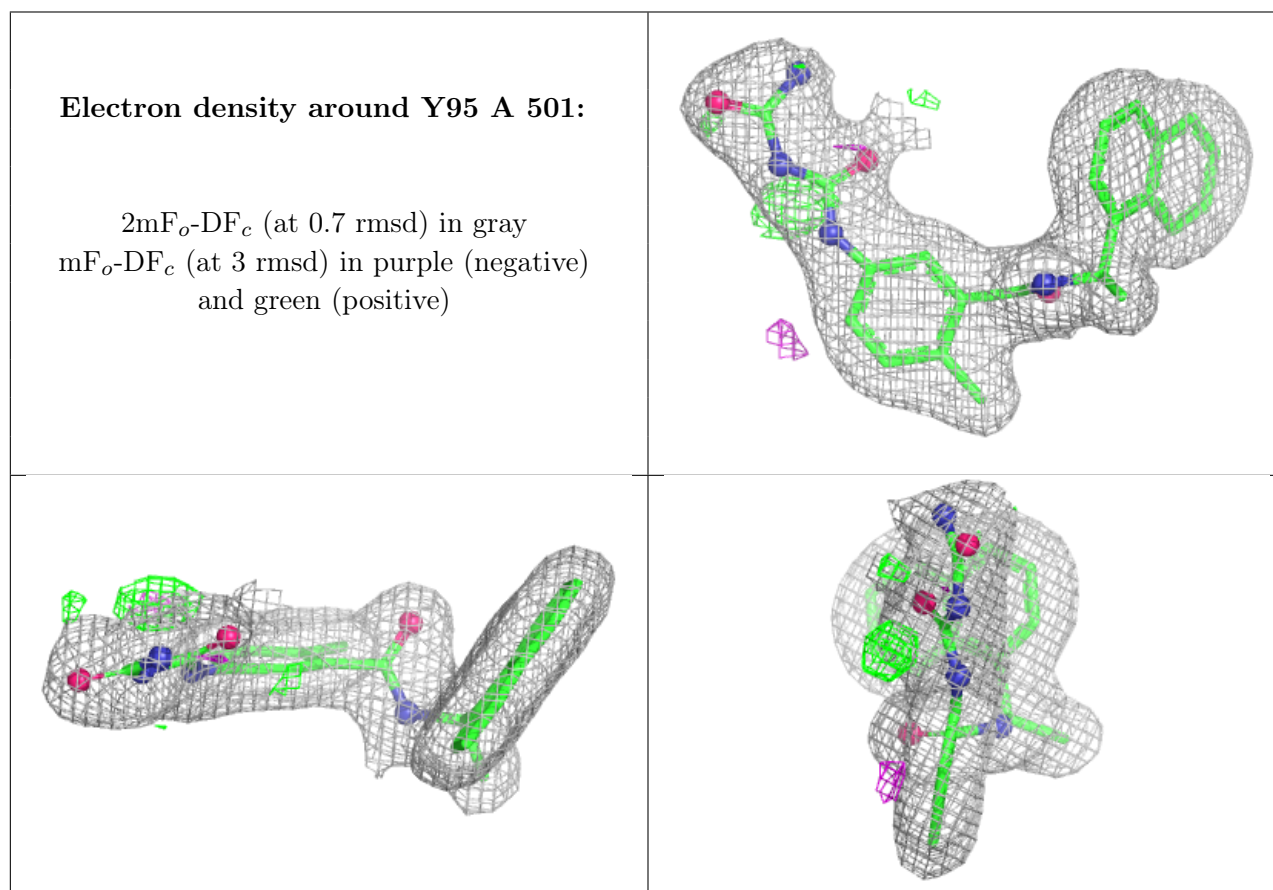 Electron density around Y95 A 501:
2mFo-DFc (at 0.7 rmsd) in gray
mFo-DFc (at 3 rmsd) in purple (negative)
and green (positive)